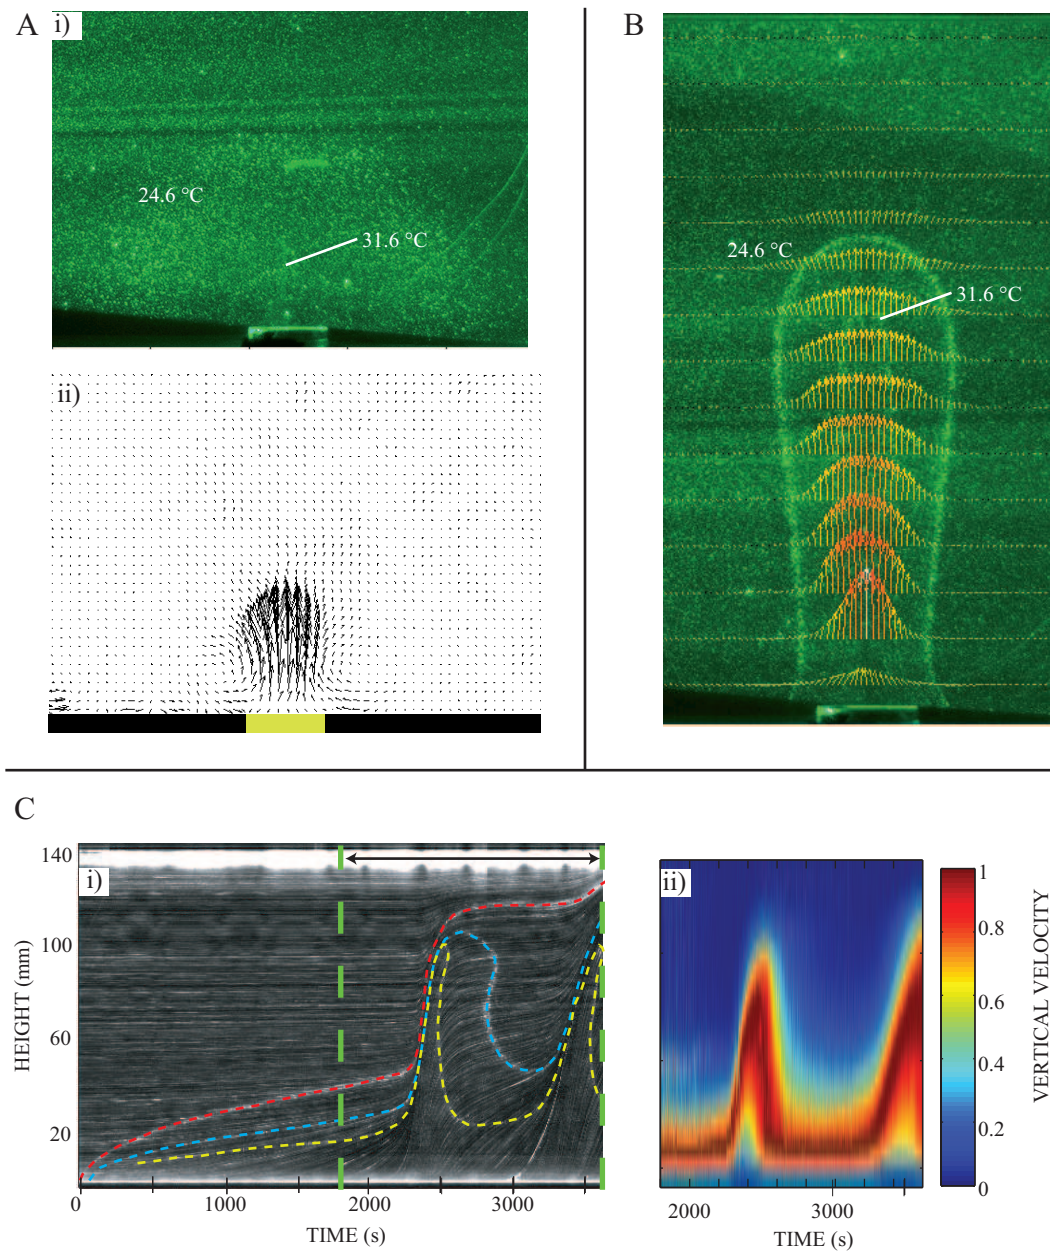 A
i)
24.6 °C
31.6 °C
ii)
B
24.6 °C
31.6 °C
C
i)
140
100
60
20
HEIGHT (mm)
0
1000
2000
3000
TIME (s)
ii)
2000
3000
TIME (s)
1
0.8
0.6
0.4
0.2
0
VERTICAL VELOCITY